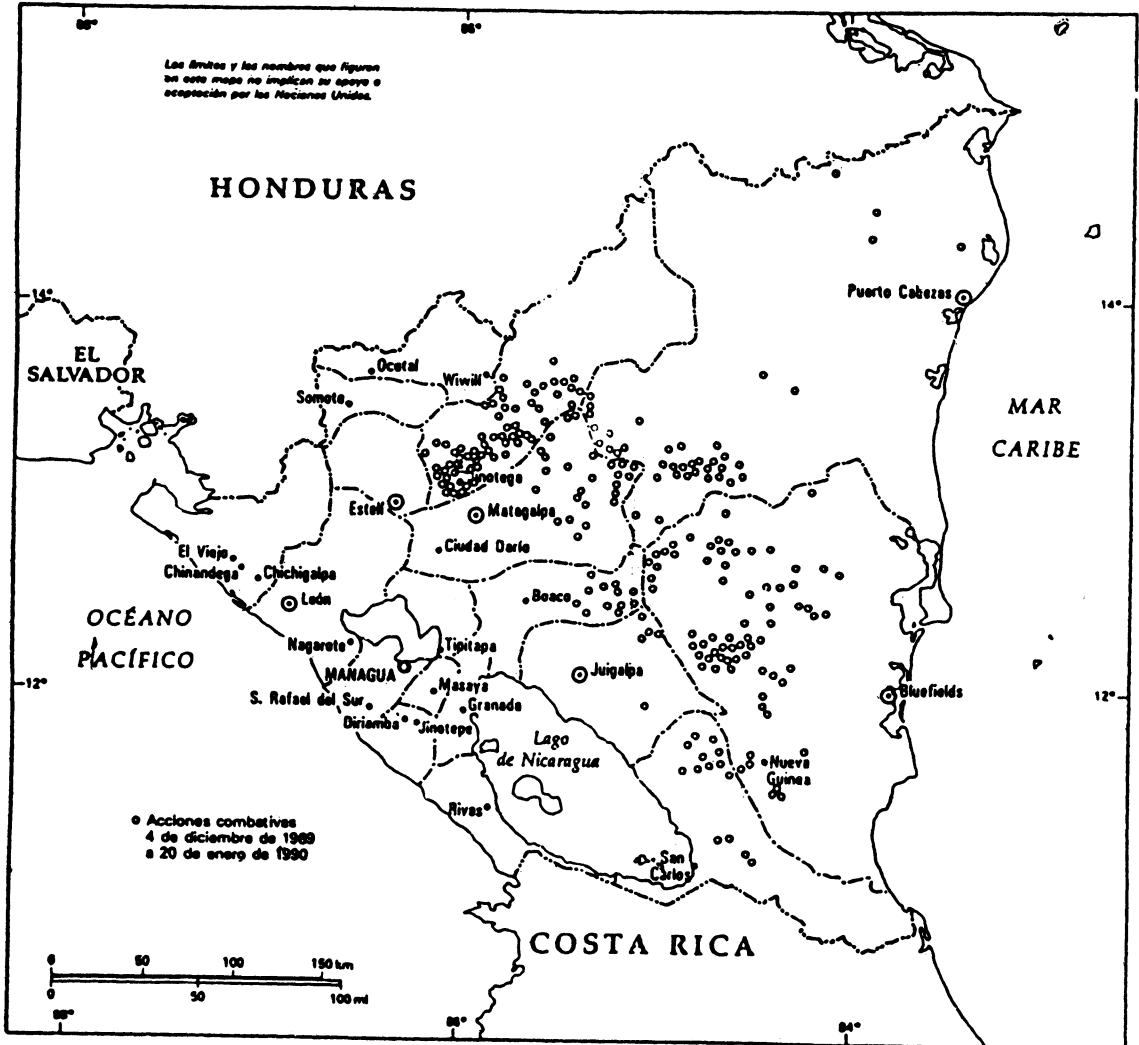 88°
86°
Los límites y los nombres que figuran
en este mapa no implican su apoyo o
aceptación por las Naciones Unidas.
HONDURAS
14°
14°
Puerto Cabezas
EL
SALVADOR
Ocotal
Wiwilí
Somoto
MAR
CARIBE
Jinotega
Estelí
Matagalpa
Ciudad Darío
El Viejo
Chinandega
Chichigalpa
León
Boaco
OCÉANO
PACÍFICO
Nagarote
Tipitapa
MANAGUA
Juigalpa
12°
12°
Masaya
Bluefields
S. Rafael del Sur
Granada
Diriamba
Jinotepe
Lago
de Nicaragua
Nueva
Guinea
Rivas
Acciones combativas
4 de diciembre de 1989
a 20 de enero de 1990
San
Carlos
COSTA RICA
0 50 100 150 km
0 50 100 mi
88°
86°
84°